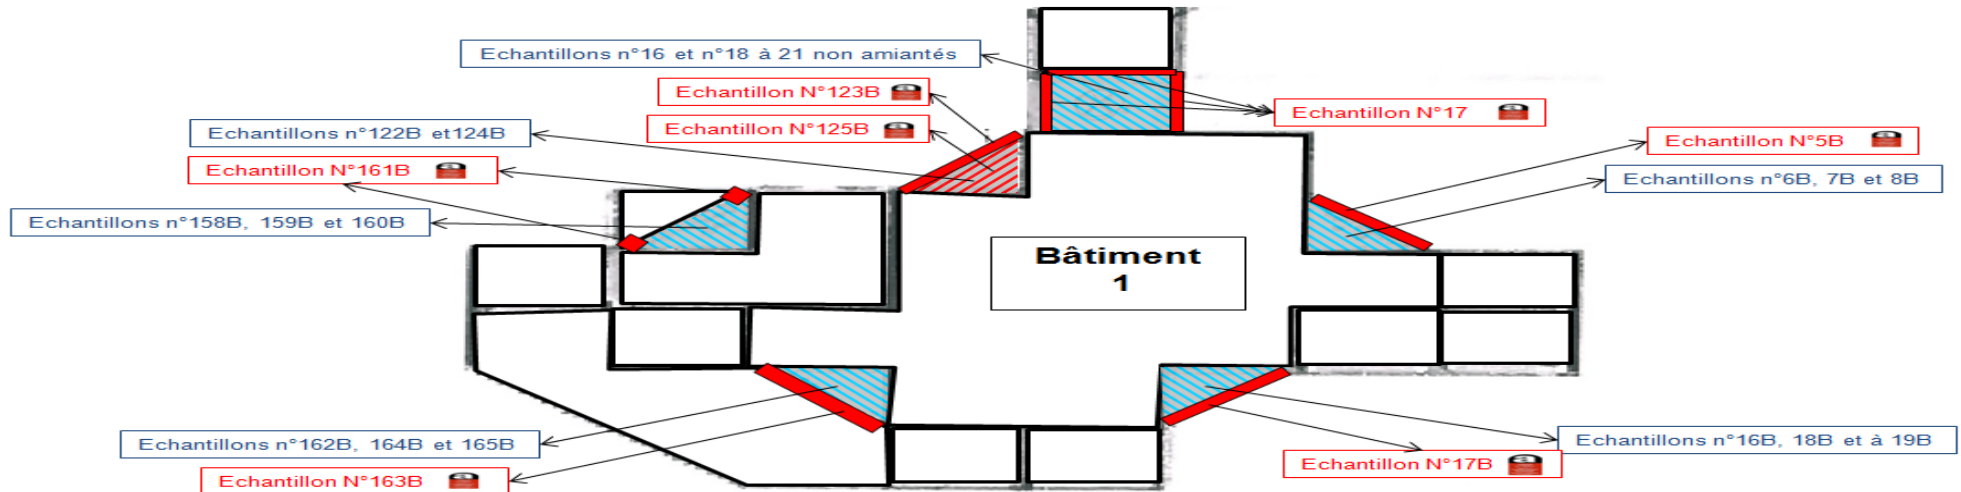 Echantillons n°16 et n°18 à 21 non amiantés
Echantillon N°123B
Echantillon N°17
Echantillons n°122B et124B
Echantillon N°125B
Echantillon N°5B
Echantillon N°161B
Echantillons n°6B, 7B et 8B
Echantillons n°158B, 159B et 160B
Bâtiment
1
Echantillons n°162B, 164B et 165B
Echantillons n°16B, 18B et à 19B
Echantillon N°163B
Echantillon N°17B